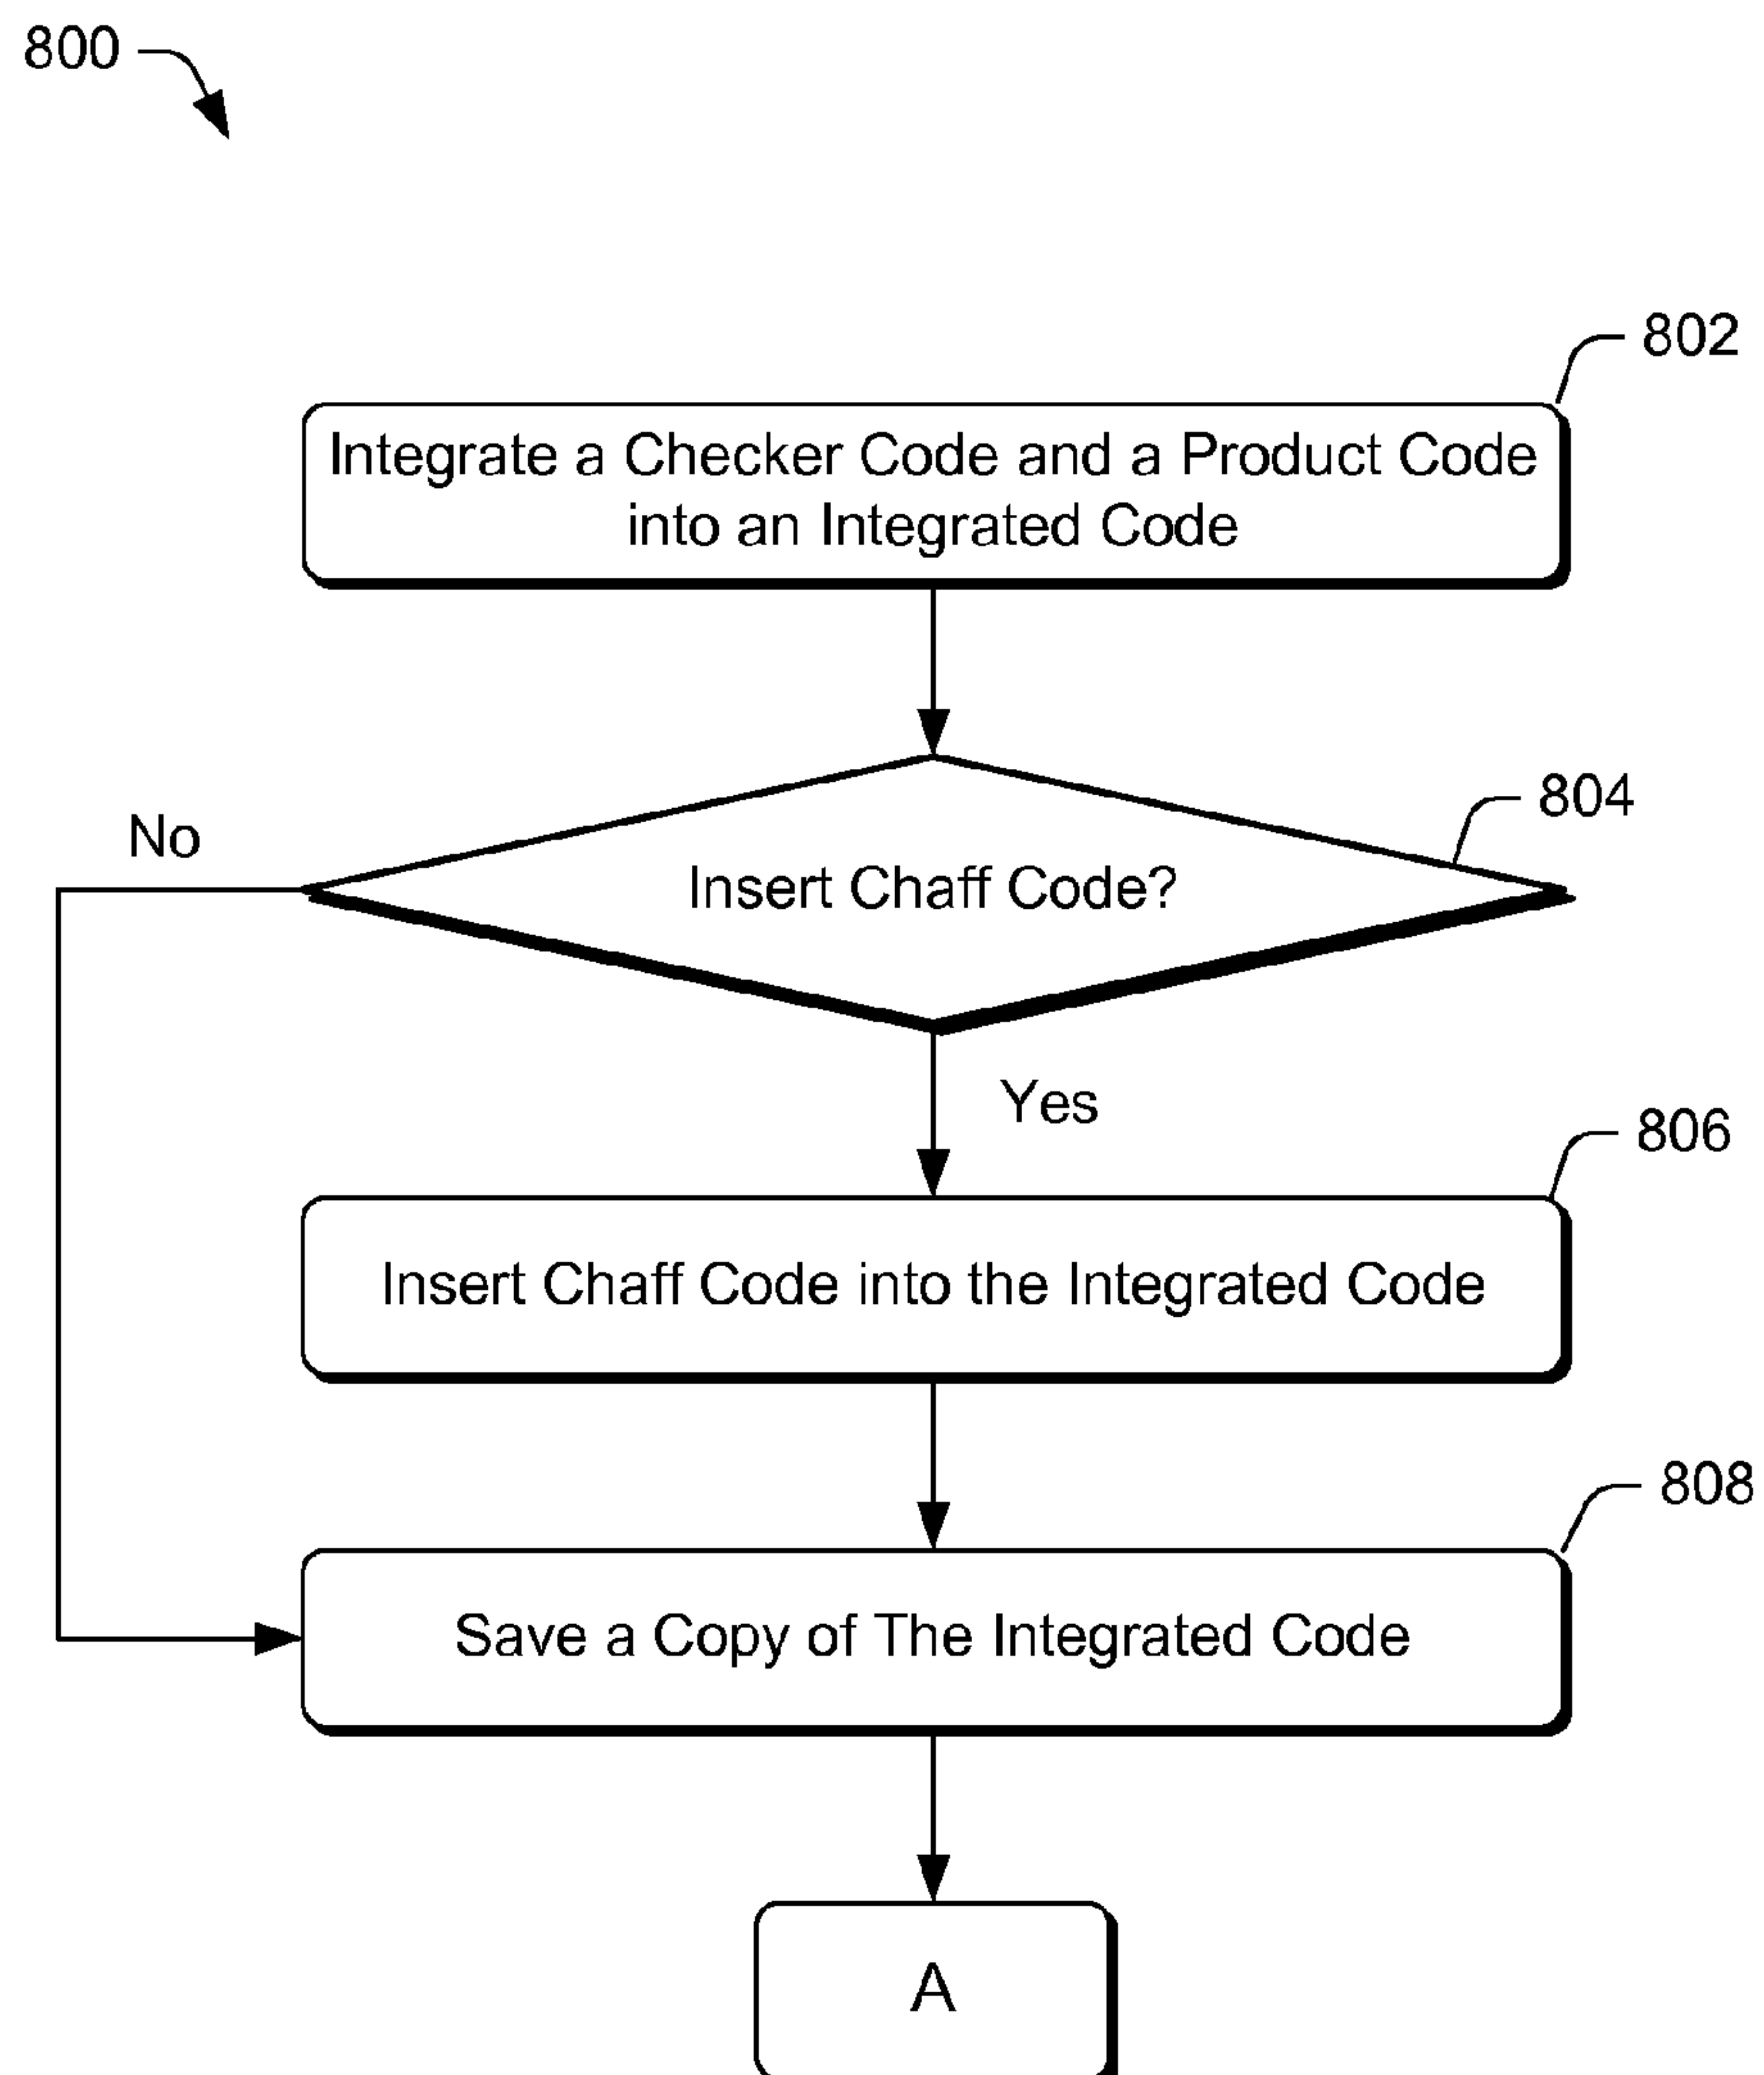 800
802
Integrate a Checker Code and a Product Code
into an Integrated Code
804
No
Insert Chaff Code?
Yes
806
Insert Chaff Code into the Integrated Code
808
Save a Copy of The Integrated Code
A